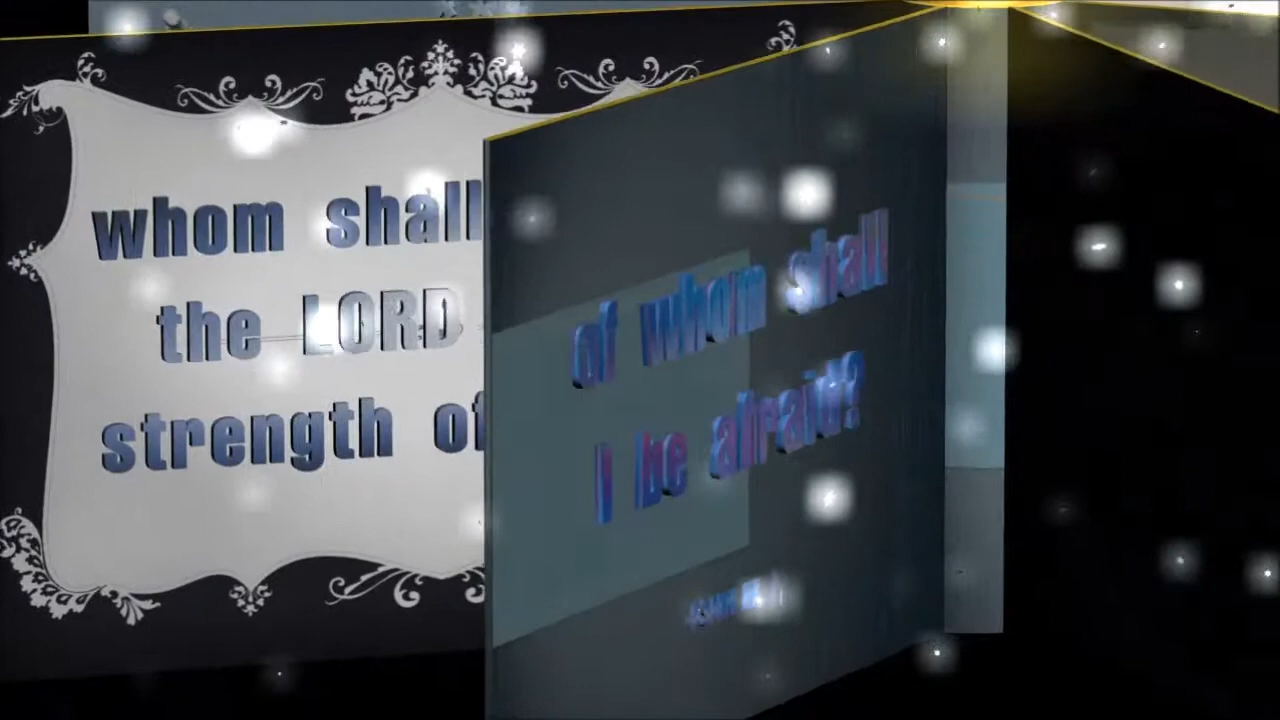 whom shall
the LORD
strength of
of whom shall
I be afraid?